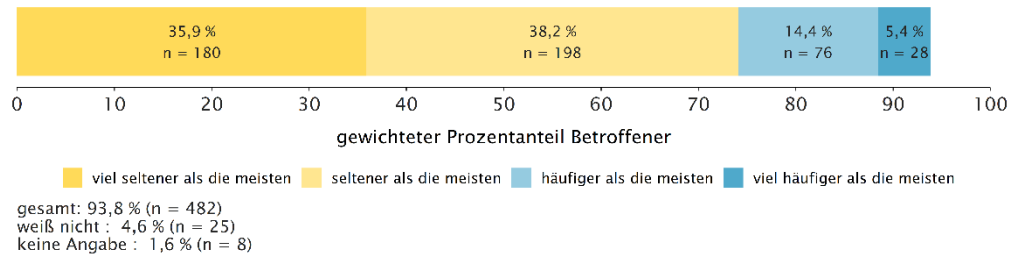 35,9 % 38,2 % 14,4 % 5,4 %
n = 180 n = 198 n = 76 n = 28
0 10 20 30 40 50 60 70 80 90 100
gewichteter Prozentanteil Betroffener
viel seltener als die meisten seltener als die meisten häufiger als die meisten viel häufiger als die meisten
gesamt: 93,8 % (n = 482)
weiß nicht : 4,6 % (n = 25)
keine Angabe : 1,6 % (n = 8)